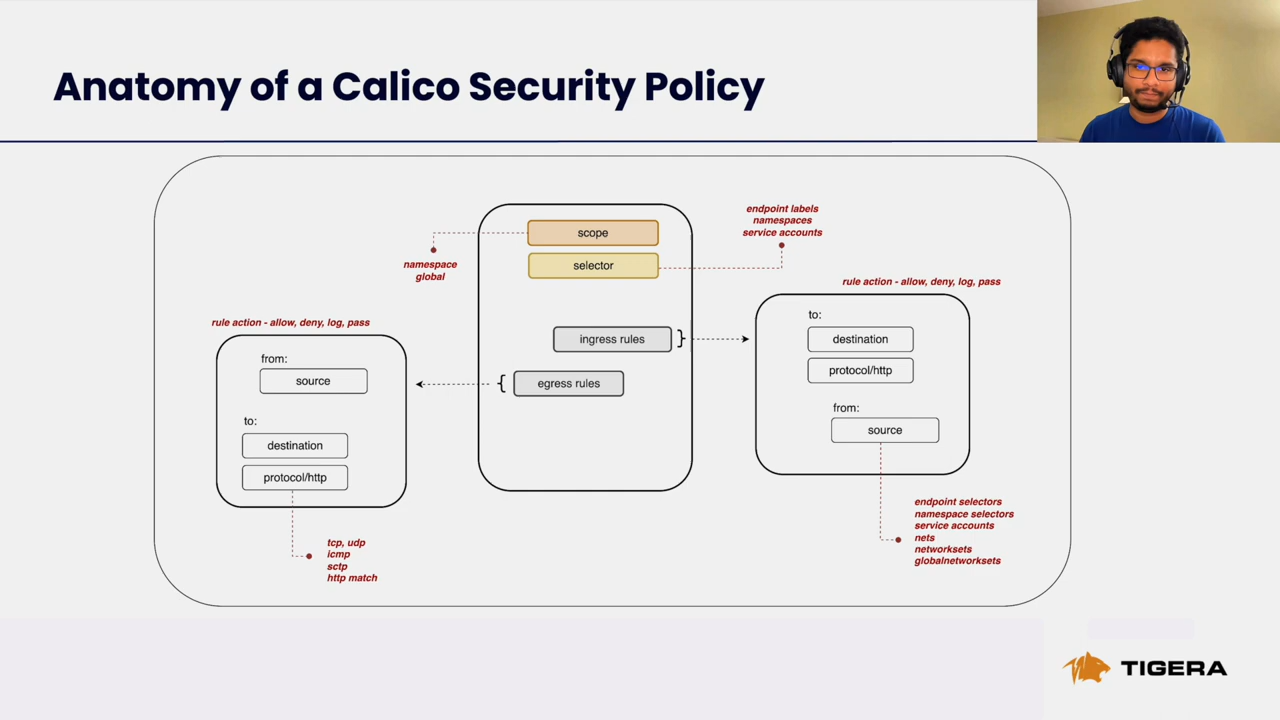 Anatomy of a Calico Security Policy
scope
selector
namespace
global
endpoint labels
namespaces
service accounts
ingress rules
egress rules
rule action - allow, deny, log, pass
from:
source
to:
destination
protocol/http
tcp, udp
icmp
sctp
http match
rule action - allow, deny, log, pass
to:
destination
protocol/http
from:
source
endpoint selectors
namespace selectors
service accounts
nets
networksets
globalnetworksets
TIGERA